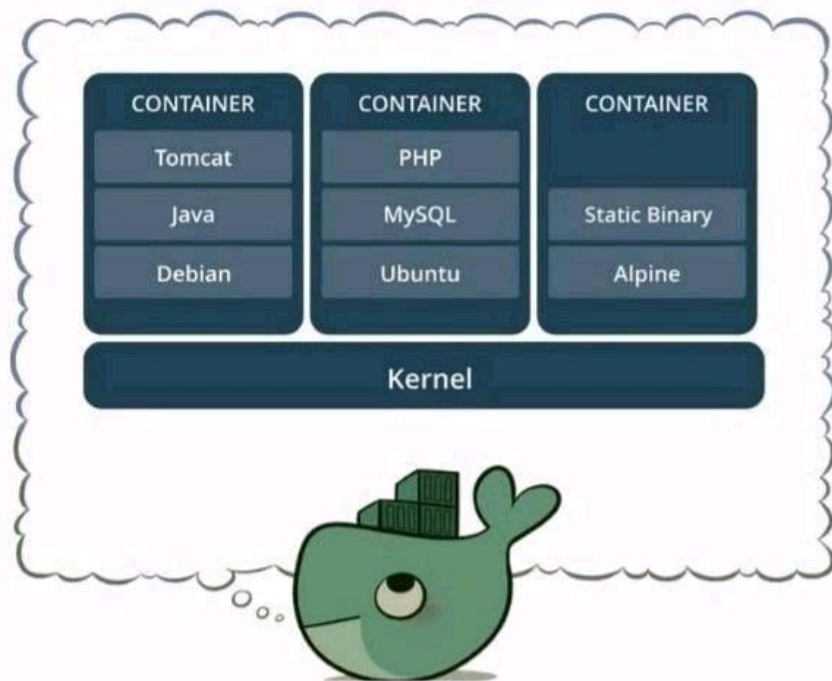 CONTAINER
Tomcat
Java
Debian
CONTAINER
PHP
MySQL
Ubuntu
CONTAINER
Static Binary
Alpine
Kernel